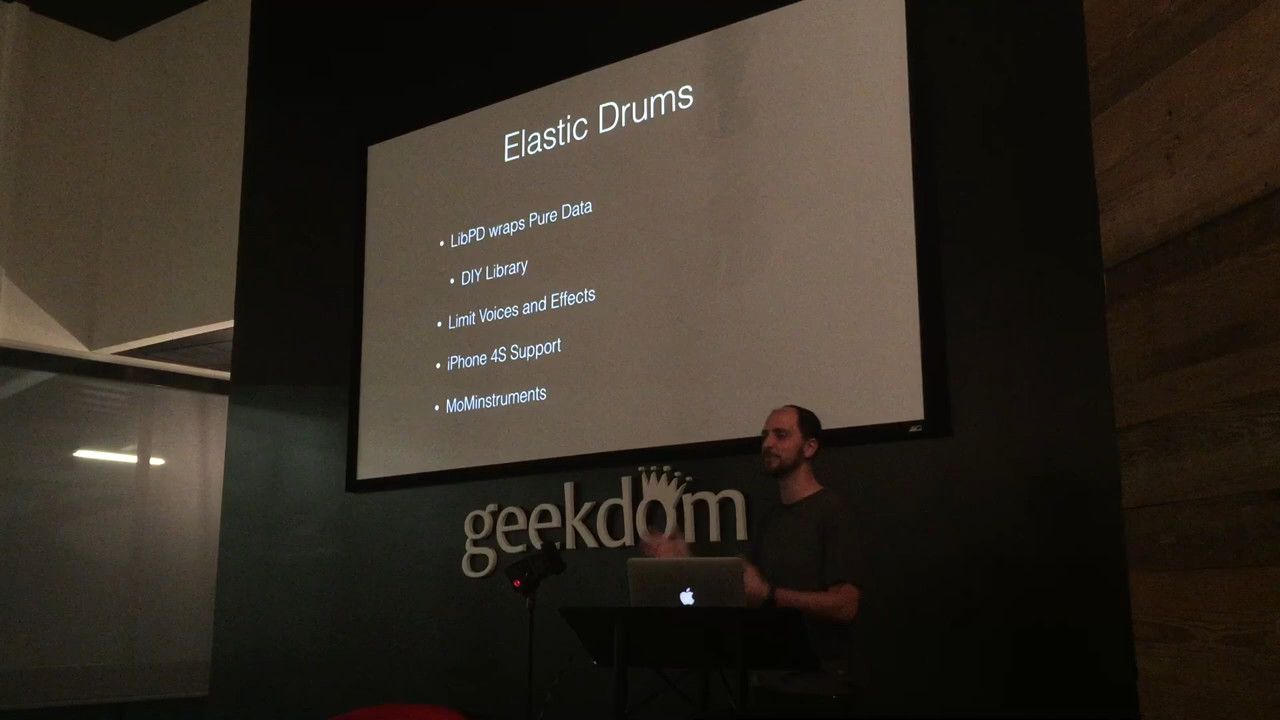 Elastic Drums
• LibPD wraps Pure Data
• DIY Library
• Limit Voices and Effects
• iPhone 4S Support
• MoMinstruments
geekdom